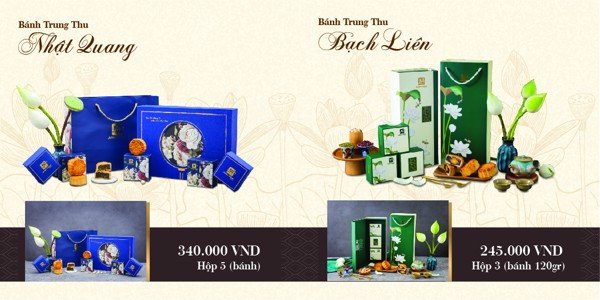 Bánh Trung Thu
Nhật Quang
340.000 VND
Hộp 5 (bánh)
Bánh Trung Thu
Bạch Liên
245.000 VND
Hộp 3 (bánh 120gr)